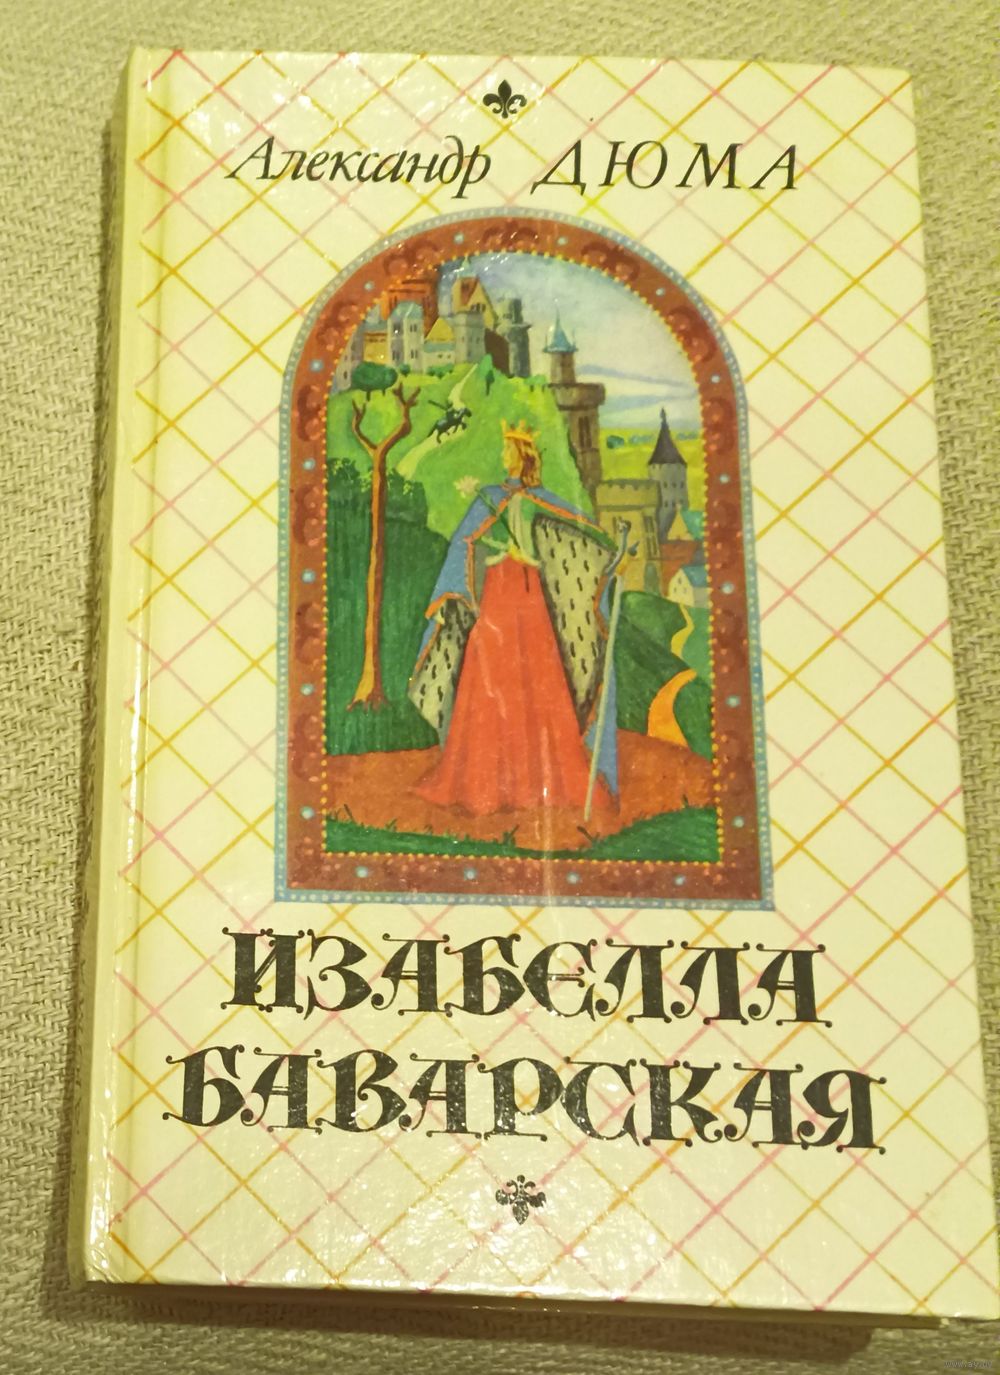 Александр ДЮМА
ИЗАБЕЛЛА
БАВАРСКАЯ